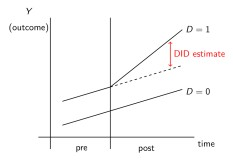 Y
(outcome)
D = 1
DID estimate
D = 0
time
pre
post